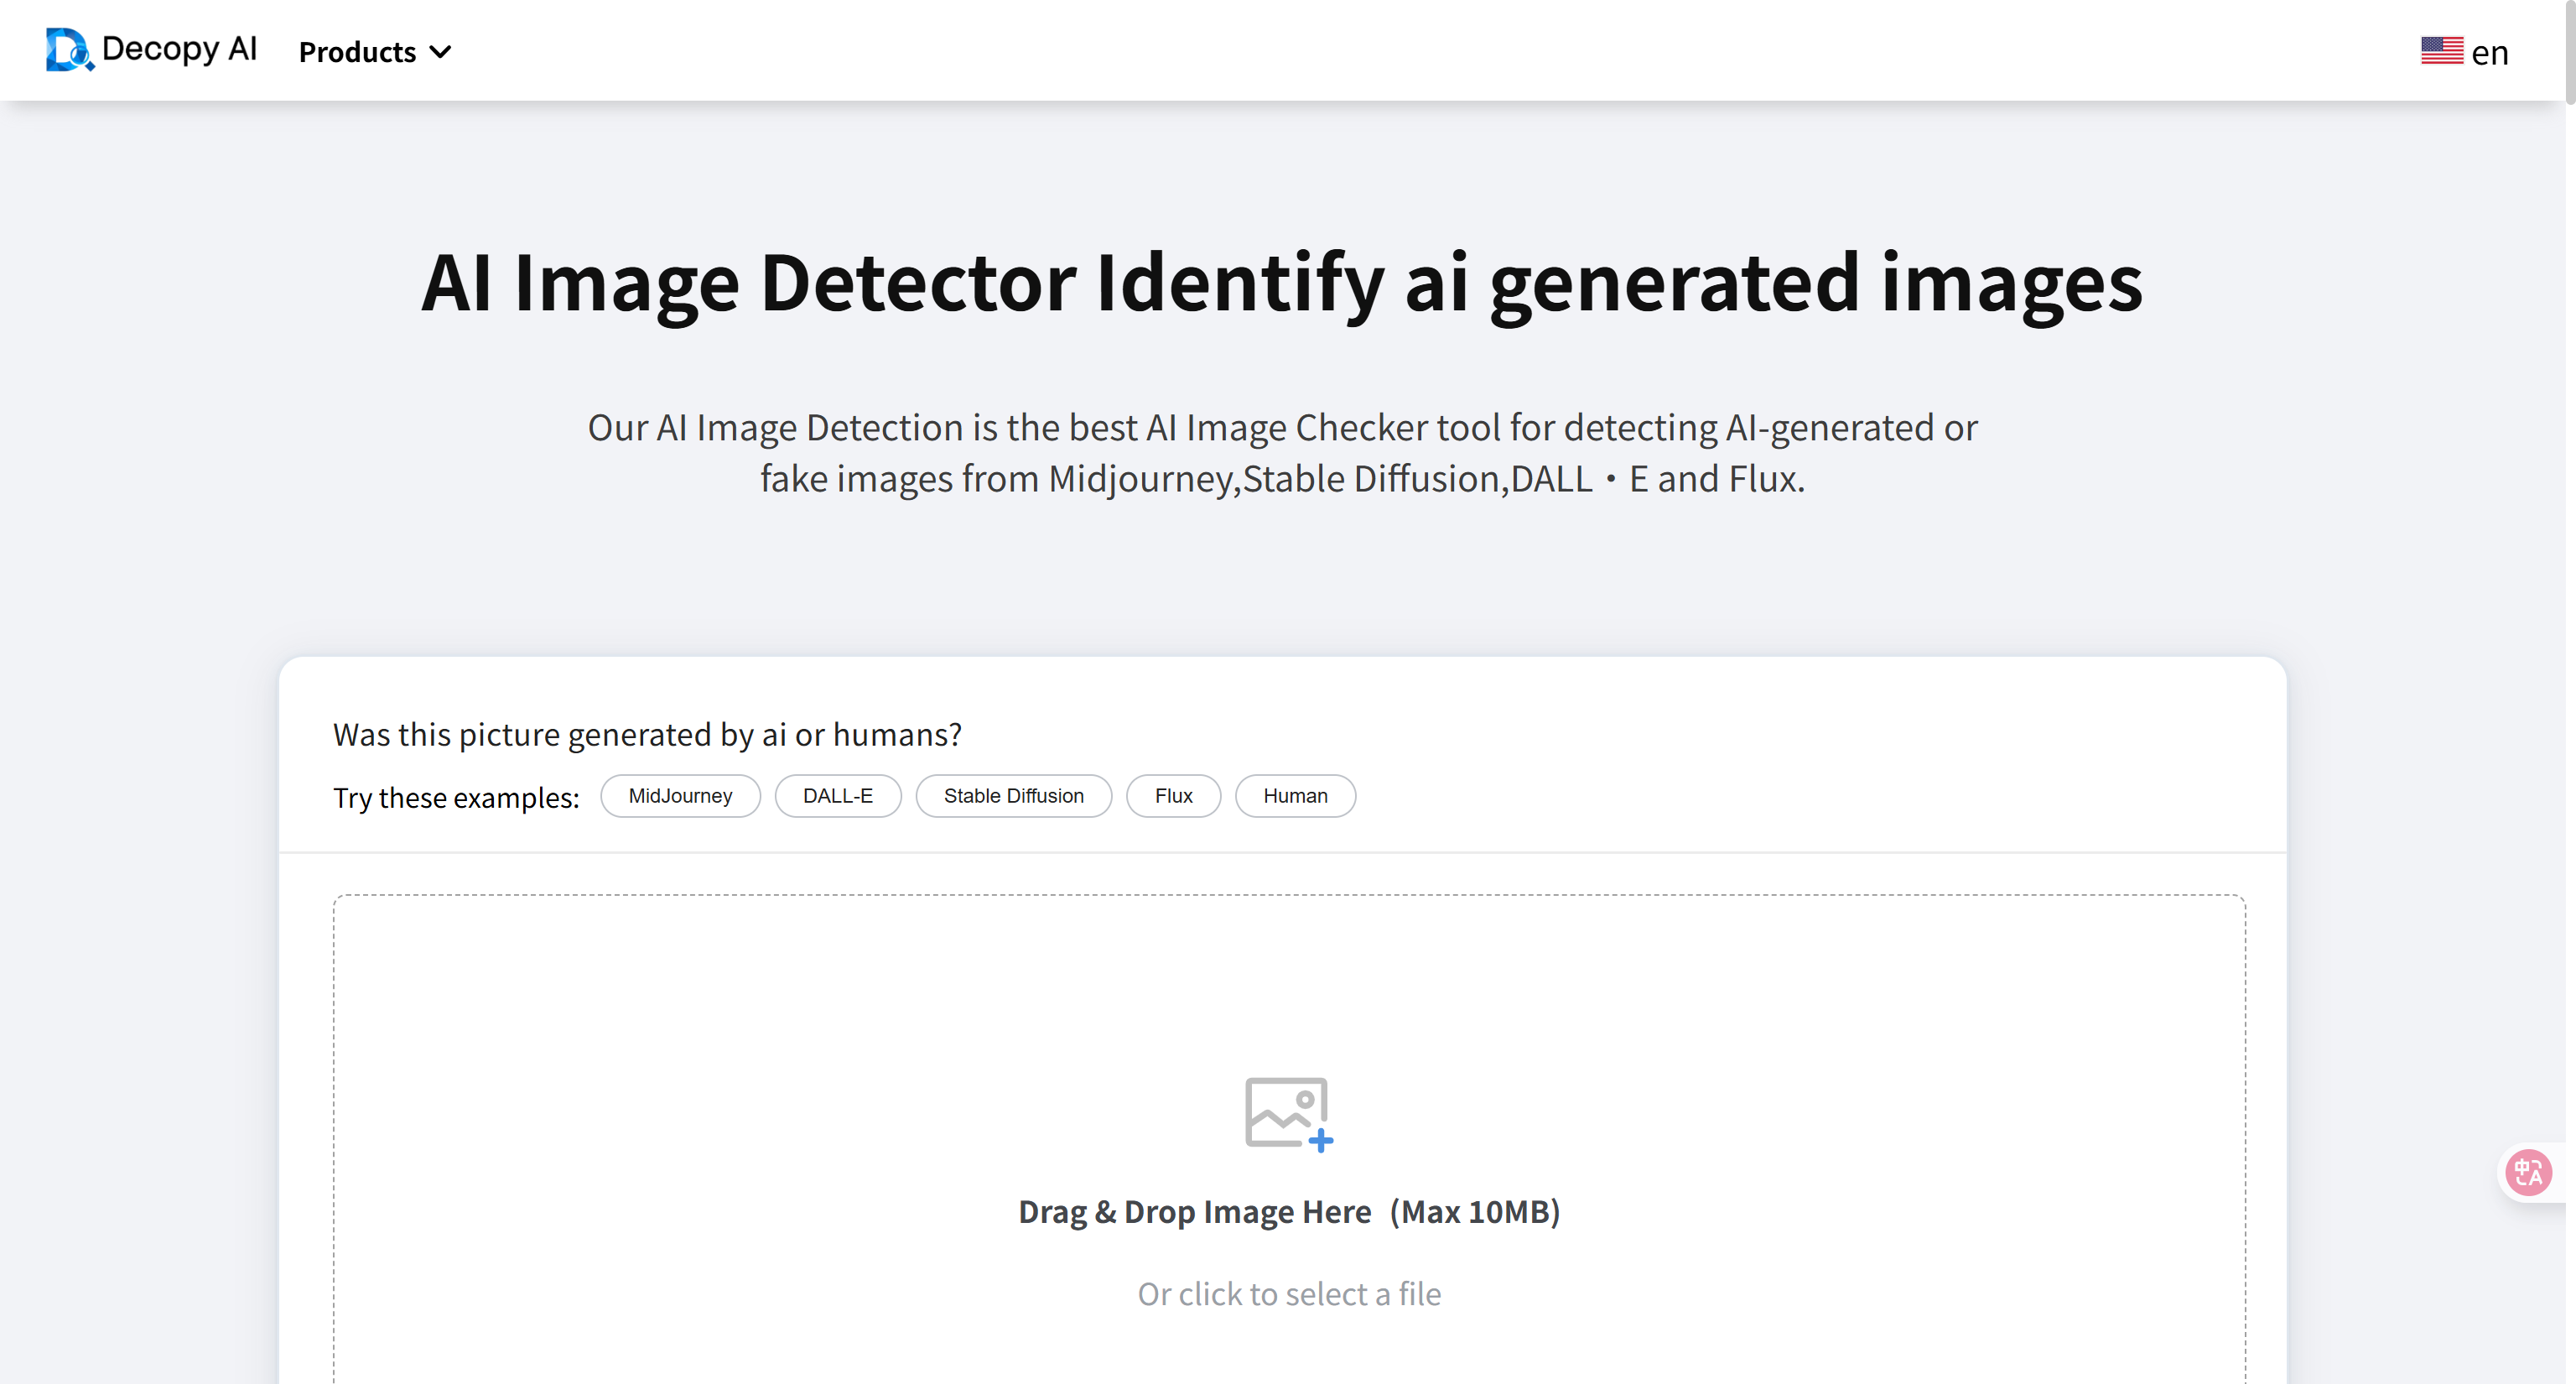 Decopy AI
Products
en
AI Image Detector Identify ai generated images
Our AI Image Detection is the best AI Image Checker tool for detecting AI-generated or
fake images from Midjourney,Stable Diffusion,DALL・E and Flux.
Was this picture generated by ai or humans?
Try these examples: MidJourney DALL-E Stable Diffusion Flux Human
Drag & Drop Image Here (Max 10MB)
Or click to select a file
中A